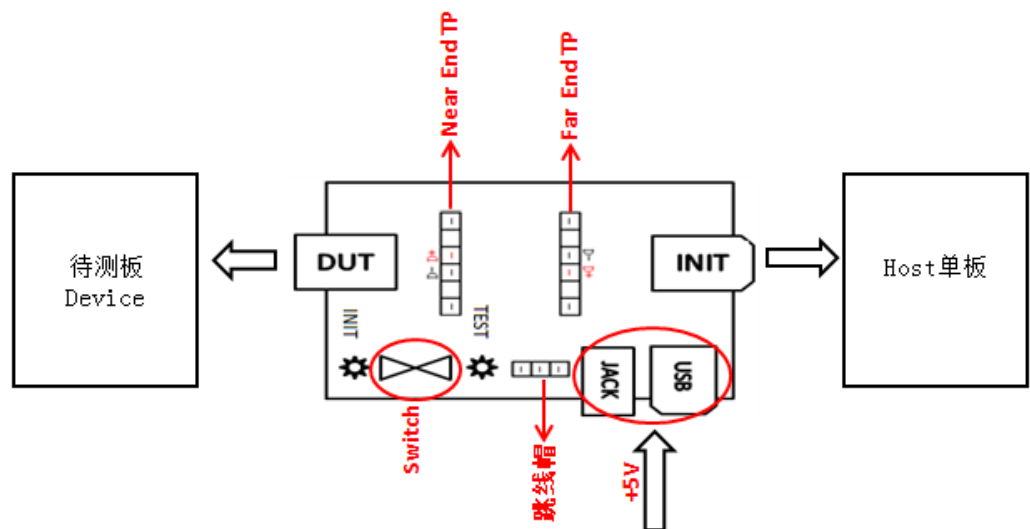 Near End TP
Far End TP
待测板
Device
DUT
INIT
Host单板
D+
D-
D-
D+
INIT
TEST
JACK
USB
Switch
跳线帽
+5V